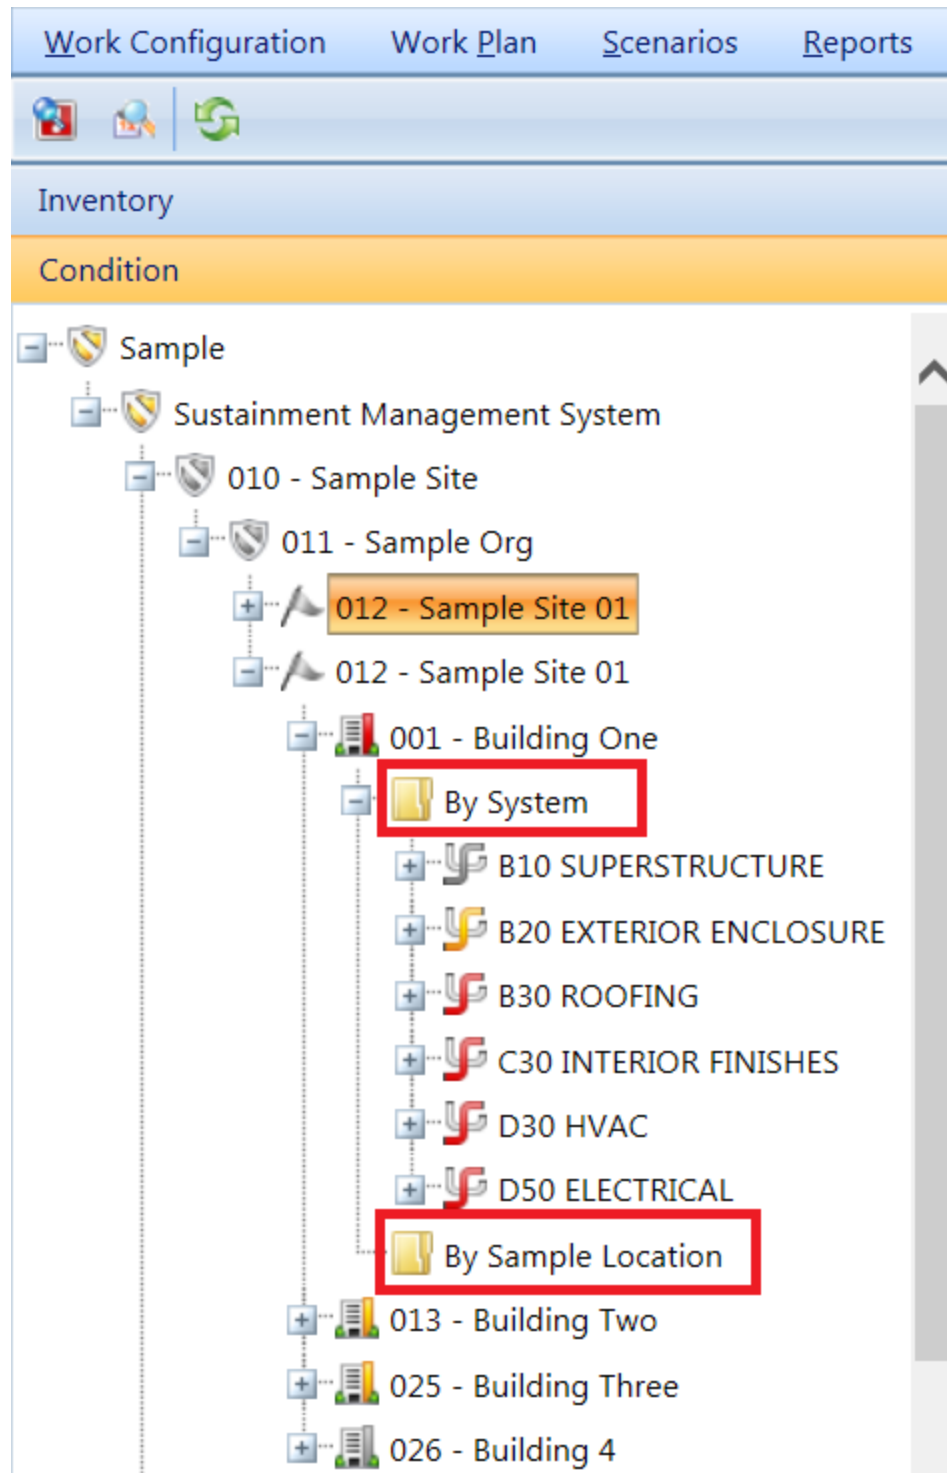 Work Configuration Work Plan Scenarios Reports
Inventory
Condition
Sample
Sustainment Management System
010 - Sample Site
011 - Sample Org
012 - Sample Site 01
012 - Sample Site 01
001 - Building One
By System
B10 SUPERSTRUCTURE
B20 EXTERIOR ENCLOSURE
B30 ROOFING
C30 INTERIOR FINISHES
D30 HVAC
D50 ELECTRICAL
By Sample Location
013 - Building Two
025 - Building Three
026 - Building 4